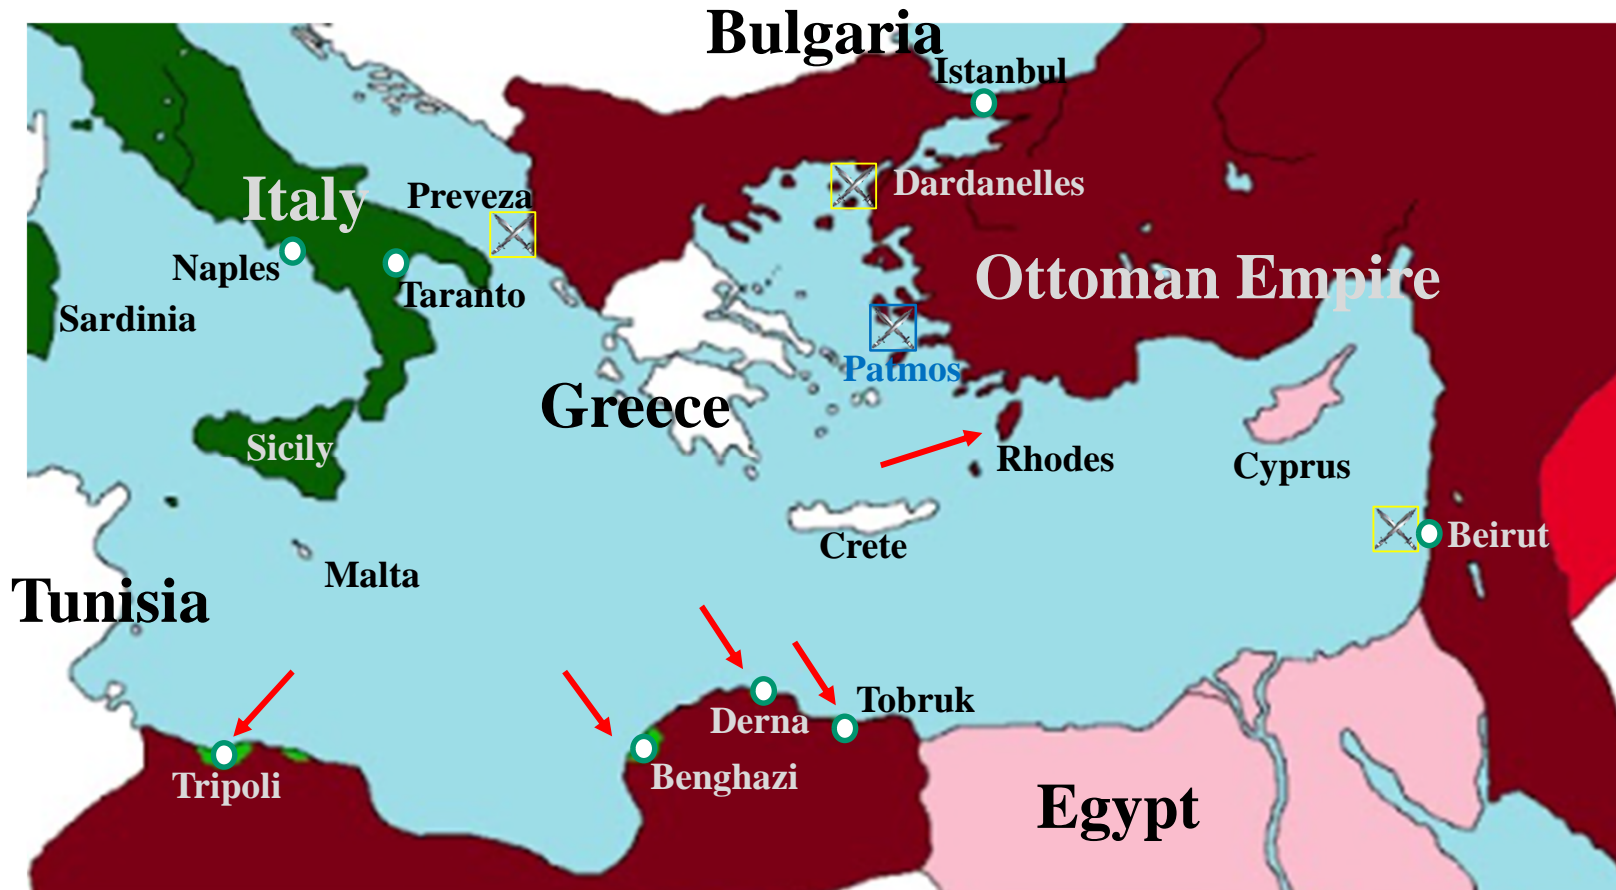 Bulgaria
Istanbul
Dardanelles
Italy
Preveza
Naples
Taranto
Sardinia
Ottoman Empire
Patmos
Greece
Sicily
Rhodes
Cyprus
Crete
Beirut
Malta
Tunisia
Tobruk
Derna
Tripoli
Benghazi
Egypt